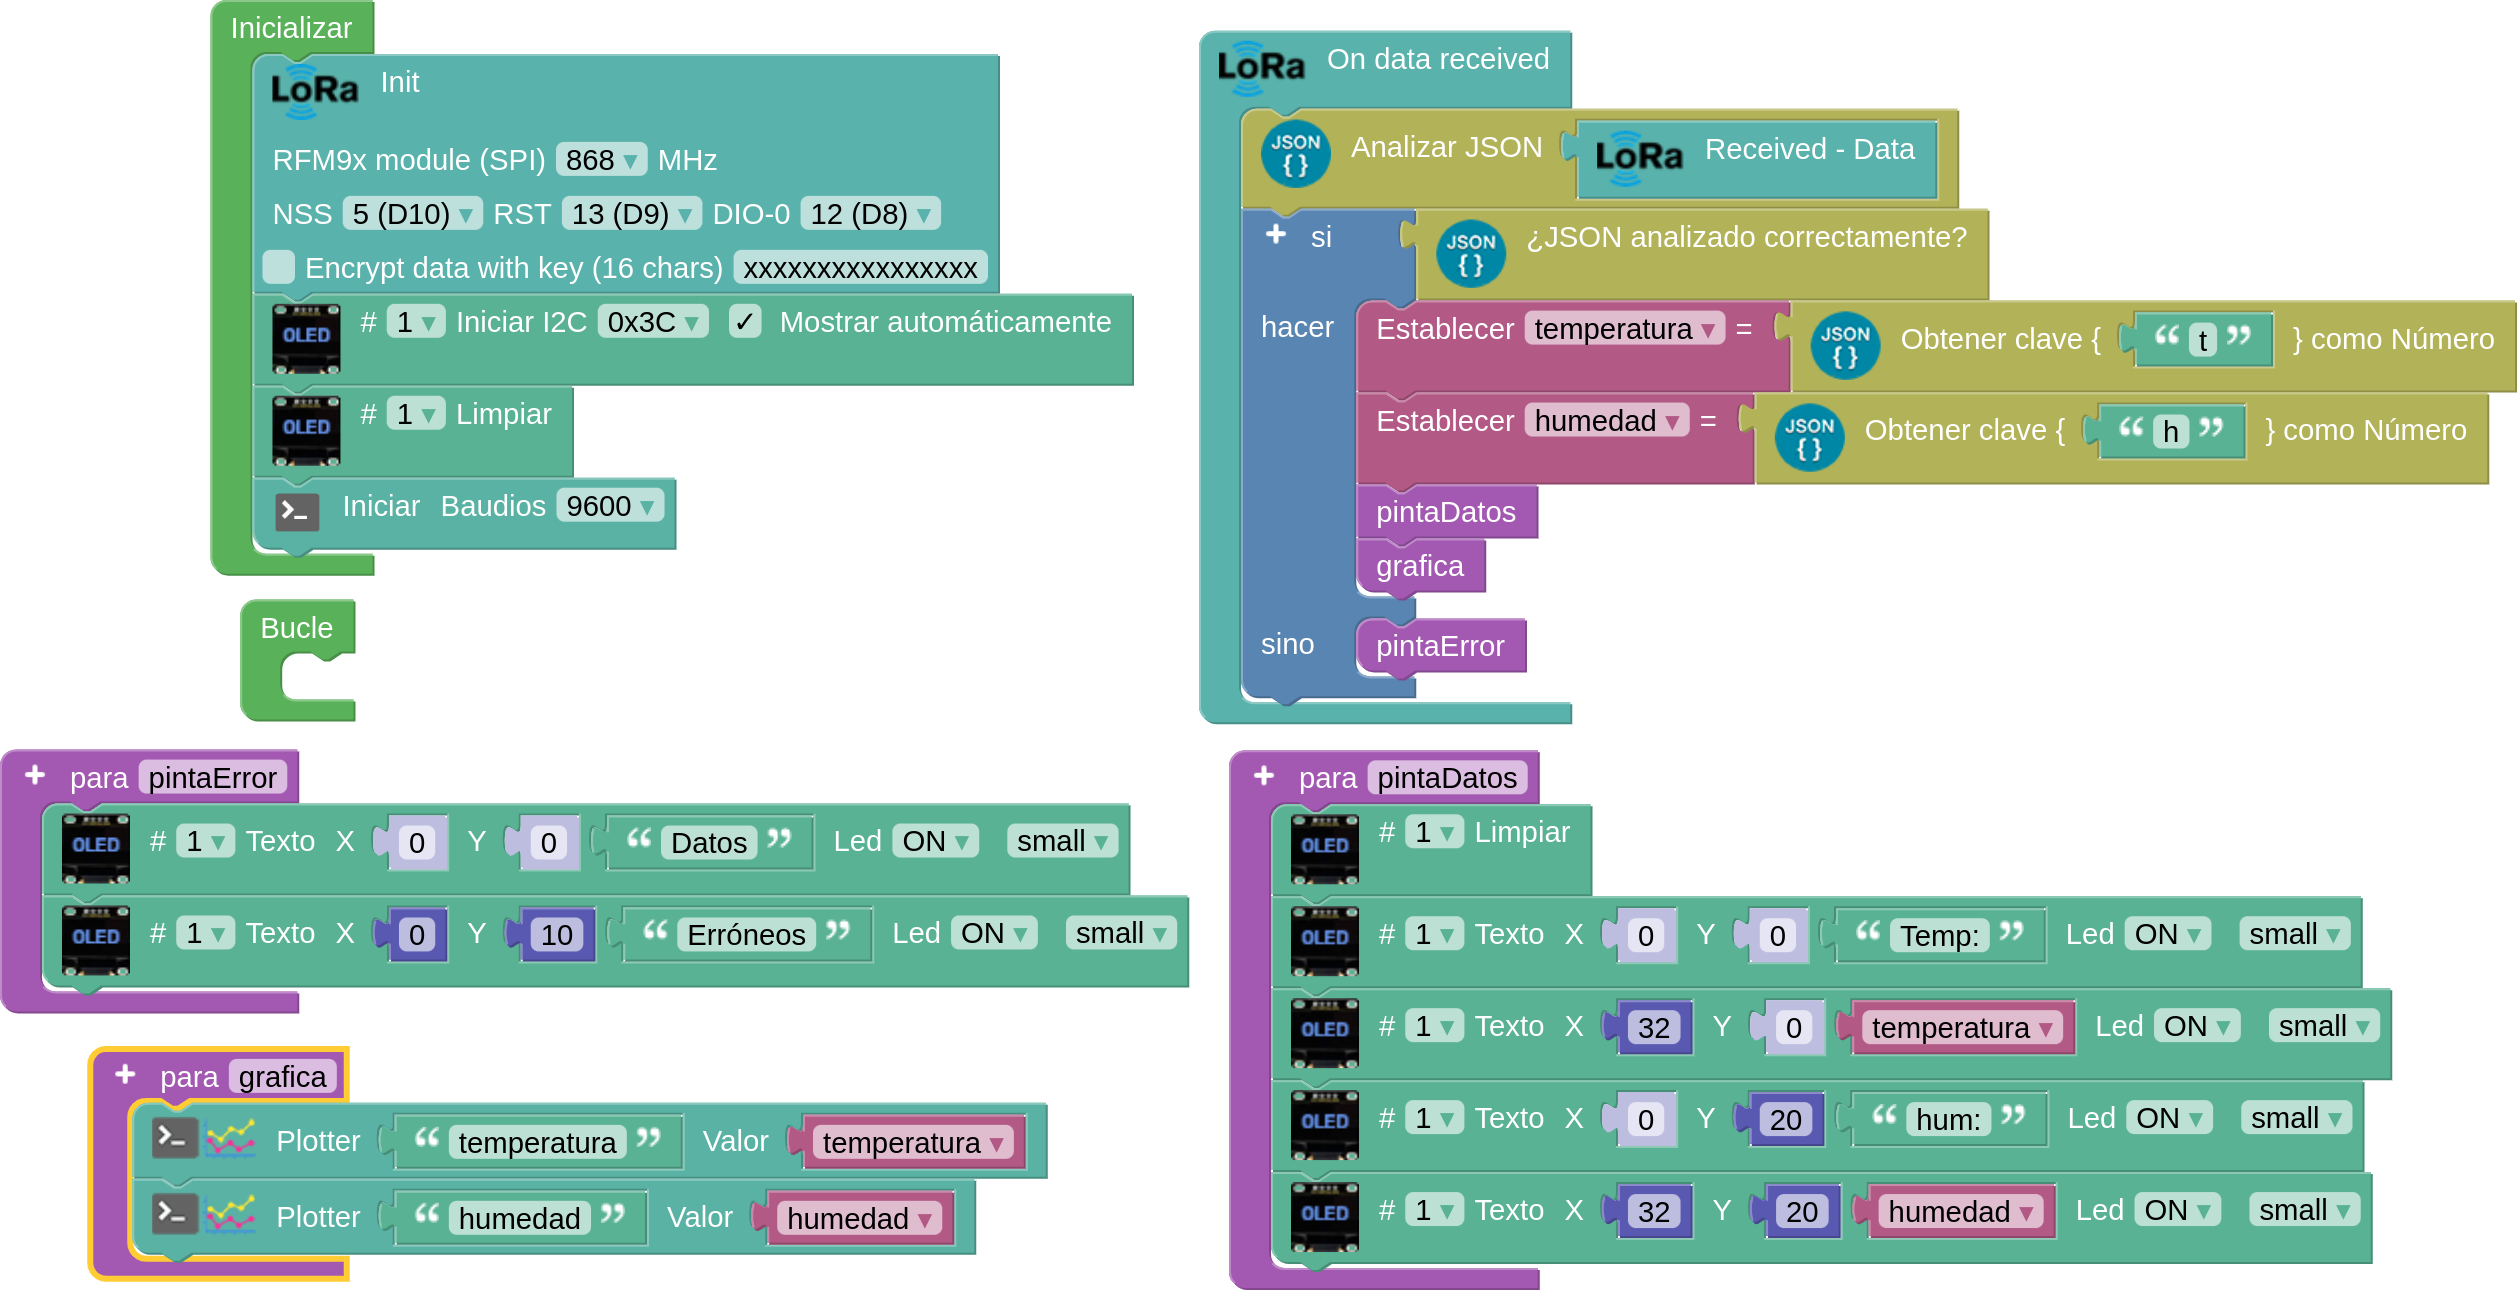 Inicializar
LoRa Init
RFM9x module (SPI) 868 ▾ MHz
NSS 5 (D10) ▾ RST 13 (D9) ▾ DIO-0 12 (D8) ▾
Encrypt data with key (16 chars) xxxxxxxxxxxxxxxx
OLED # 1 ▾ Iniciar I2C 0x3C ▾ ✓ Mostrar automáticamente
OLED # 1 ▾ Limpiar
Iniciar Baudios 9600 ▾
Bucle
LoRa On data received
JSON { } Analizar JSON LoRa Received - Data
+ si JSON { } ¿JSON analizado correctamente?
hacer Establecer temperatura ▾ = JSON { } Obtener clave { “ t ” } como Número
Establecer humedad ▾ = JSON { } Obtener clave { “ h ” } como Número
pintaDatos
grafica
sino pintaError
+ para pintaError
OLED # 1 ▾ Texto X 0 Y 0 “ Datos ” Led ON ▾ small ▾
OLED # 1 ▾ Texto X 0 Y 10 “ Erróneos ” Led ON ▾ small ▾
+ para grafica
Plotter “ temperatura ” Valor temperatura ▾
Plotter “ humedad ” Valor humedad ▾
+ para pintaDatos
OLED # 1 ▾ Limpiar
OLED # 1 ▾ Texto X 0 Y 0 “ Temp: ” Led ON ▾ small ▾
OLED # 1 ▾ Texto X 32 Y 0 temperatura ▾ Led ON ▾ small ▾
OLED # 1 ▾ Texto X 0 Y 20 “ hum: ” Led ON ▾ small ▾
OLED # 1 ▾ Texto X 32 Y 20 humedad ▾ Led ON ▾ small ▾